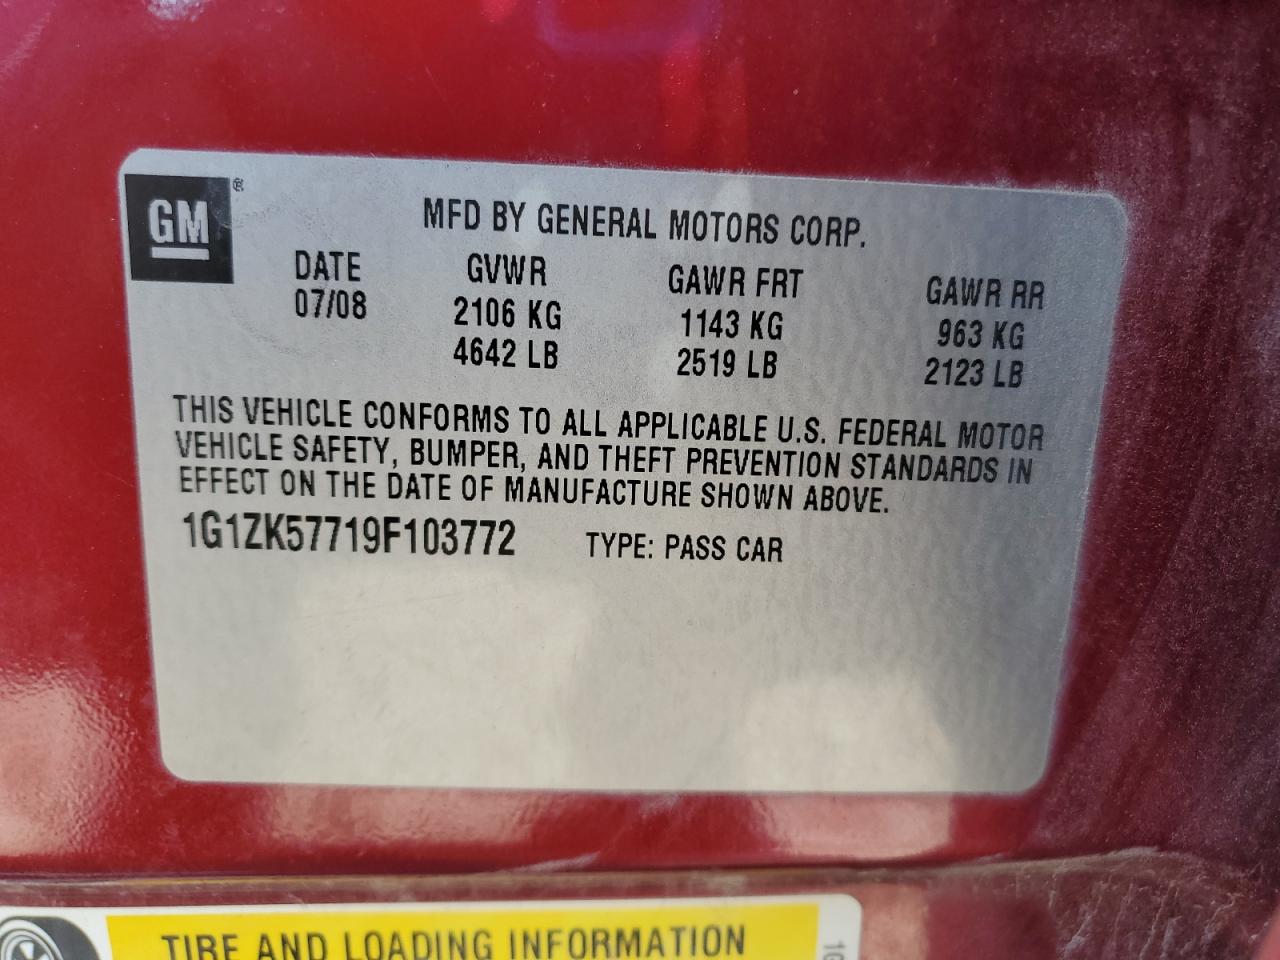 GM ®
MFD BY GENERAL MOTORS CORP.
DATE GVWR GAWR FRT GAWR RR
07/08 2106 KG 1143 KG 963 KG
4642 LB 2519 LB 2123 LB
THIS VEHICLE CONFORMS TO ALL APPLICABLE U.S. FEDERAL MOTOR
VEHICLE SAFETY, BUMPER, AND THEFT PREVENTION STANDARDS IN
EFFECT ON THE DATE OF MANUFACTURE SHOWN ABOVE.
1G1ZK57719F103772 TYPE: PASS CAR
TIRE AND LOADING INFORMATION